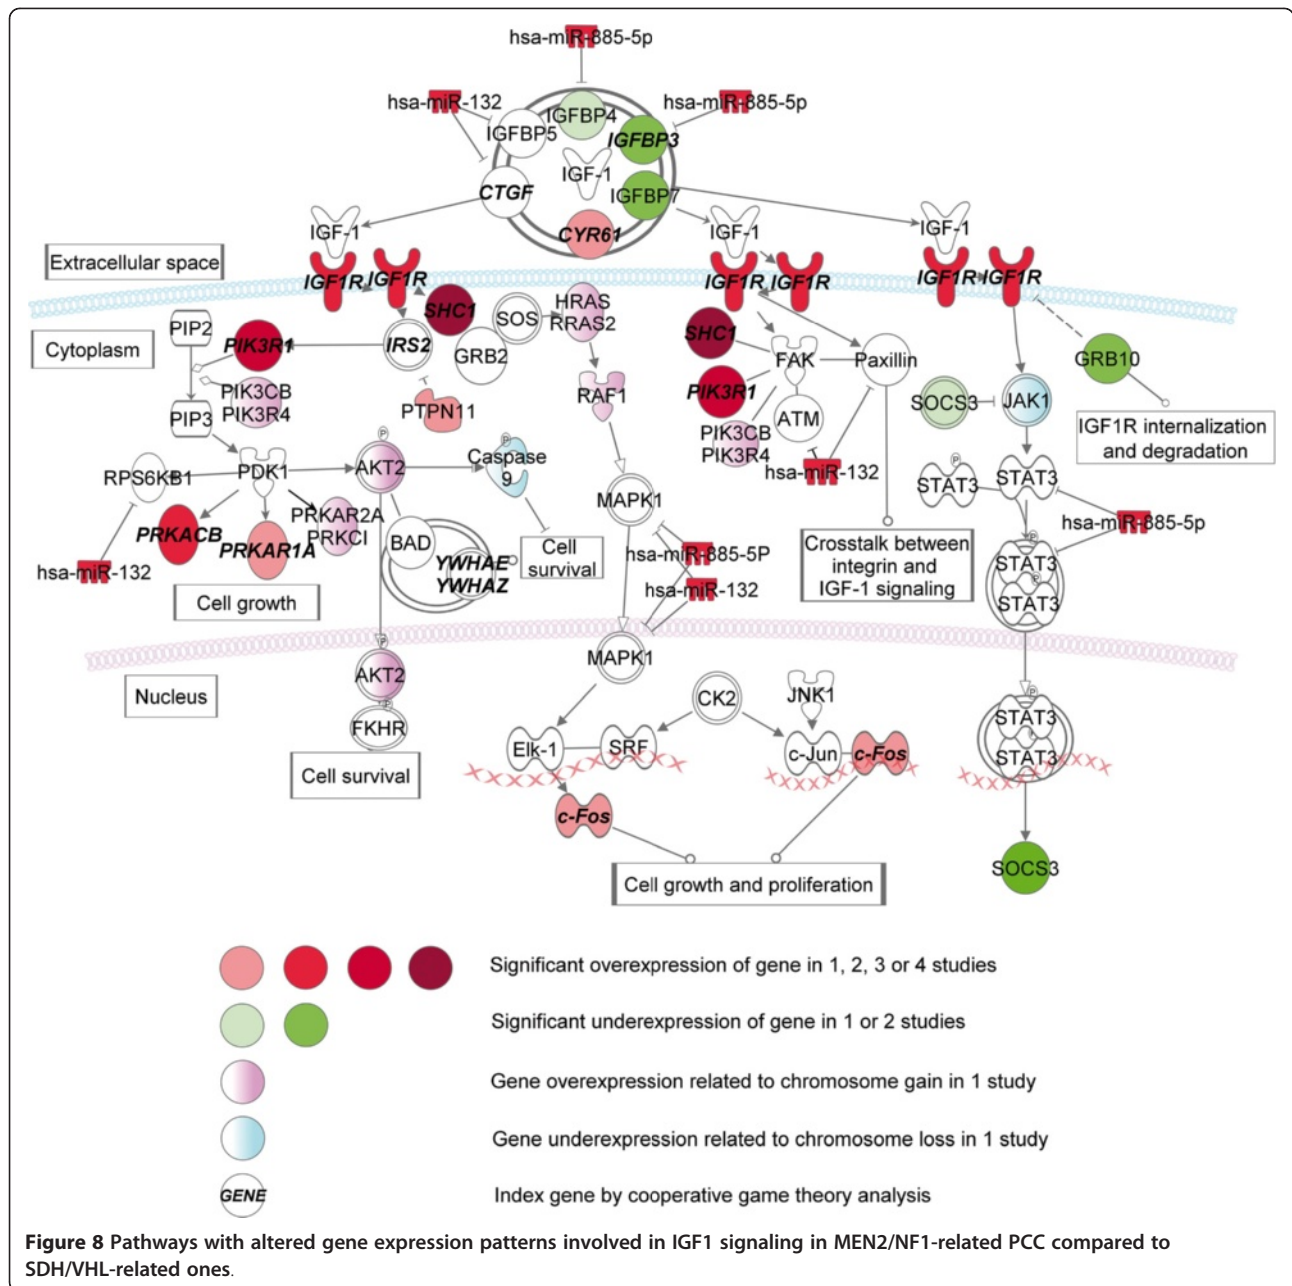 hsa-miR-885-5p
hsa-miR-132
hsa-miR-885-5p
IGFBP4
IGFBP5
IGFBP3
IGF-1
CTGF
IGFBP7
CYR61
IGF-1
IGF-1
IGF-1
Extracellular space
IGF1R
IGF1R
IGF1R
IGF1R
IGF1R
IGF1R
Cytoplasm
PIP2
PIK3R1
IRS2
SHC1
SOS
GRB2
HRAS
RRAS2
SHC1
FAK
Paxillin
GRB10
PIK3CB
PIK3R4
PIP3
PTPN11
RAF1
PIK3R1
ATM
SOCS3
JAK1
IGF1R internalization
and degradation
PIK3CB
PIK3R4
hsa-miR-132
P
P
P
RPS6KB1
PDK1
AKT2
Caspase
9
STAT3
STAT3
MAPK1
PRKAR2A
PRKCI
PRKACB
PRKAR1A
BAD
hsa-miR-885-5p
hsa-miR-132
Cell growth
YWHAE
YWHAZ
Cell
survival
hsa-miR-885-5P
hsa-miR-132
Crosstalk between
integrin and
IGF-1 signaling
P
STAT3
P
STAT3
P
AKT2
MAPK1
Nucleus
P
FKHR
CK2
JNK1
P
STAT3
P
STAT3
Elk-1
SRF
c-Jun
c-Fos
Cell survival
c-Fos
SOCS3
Cell growth and proliferation
Significant overexpression of gene in 1, 2, 3 or 4 studies
Significant underexpression of gene in 1 or 2 studies
Gene overexpression related to chromosome gain in 1 study
Gene underexpression related to chromosome loss in 1 study
GENE
Index gene by cooperative game theory analysis
Figure 8 Pathways with altered gene expression patterns involved in IGF1 signaling in MEN2/NF1-related PCC compared to
SDH/VHL-related ones.